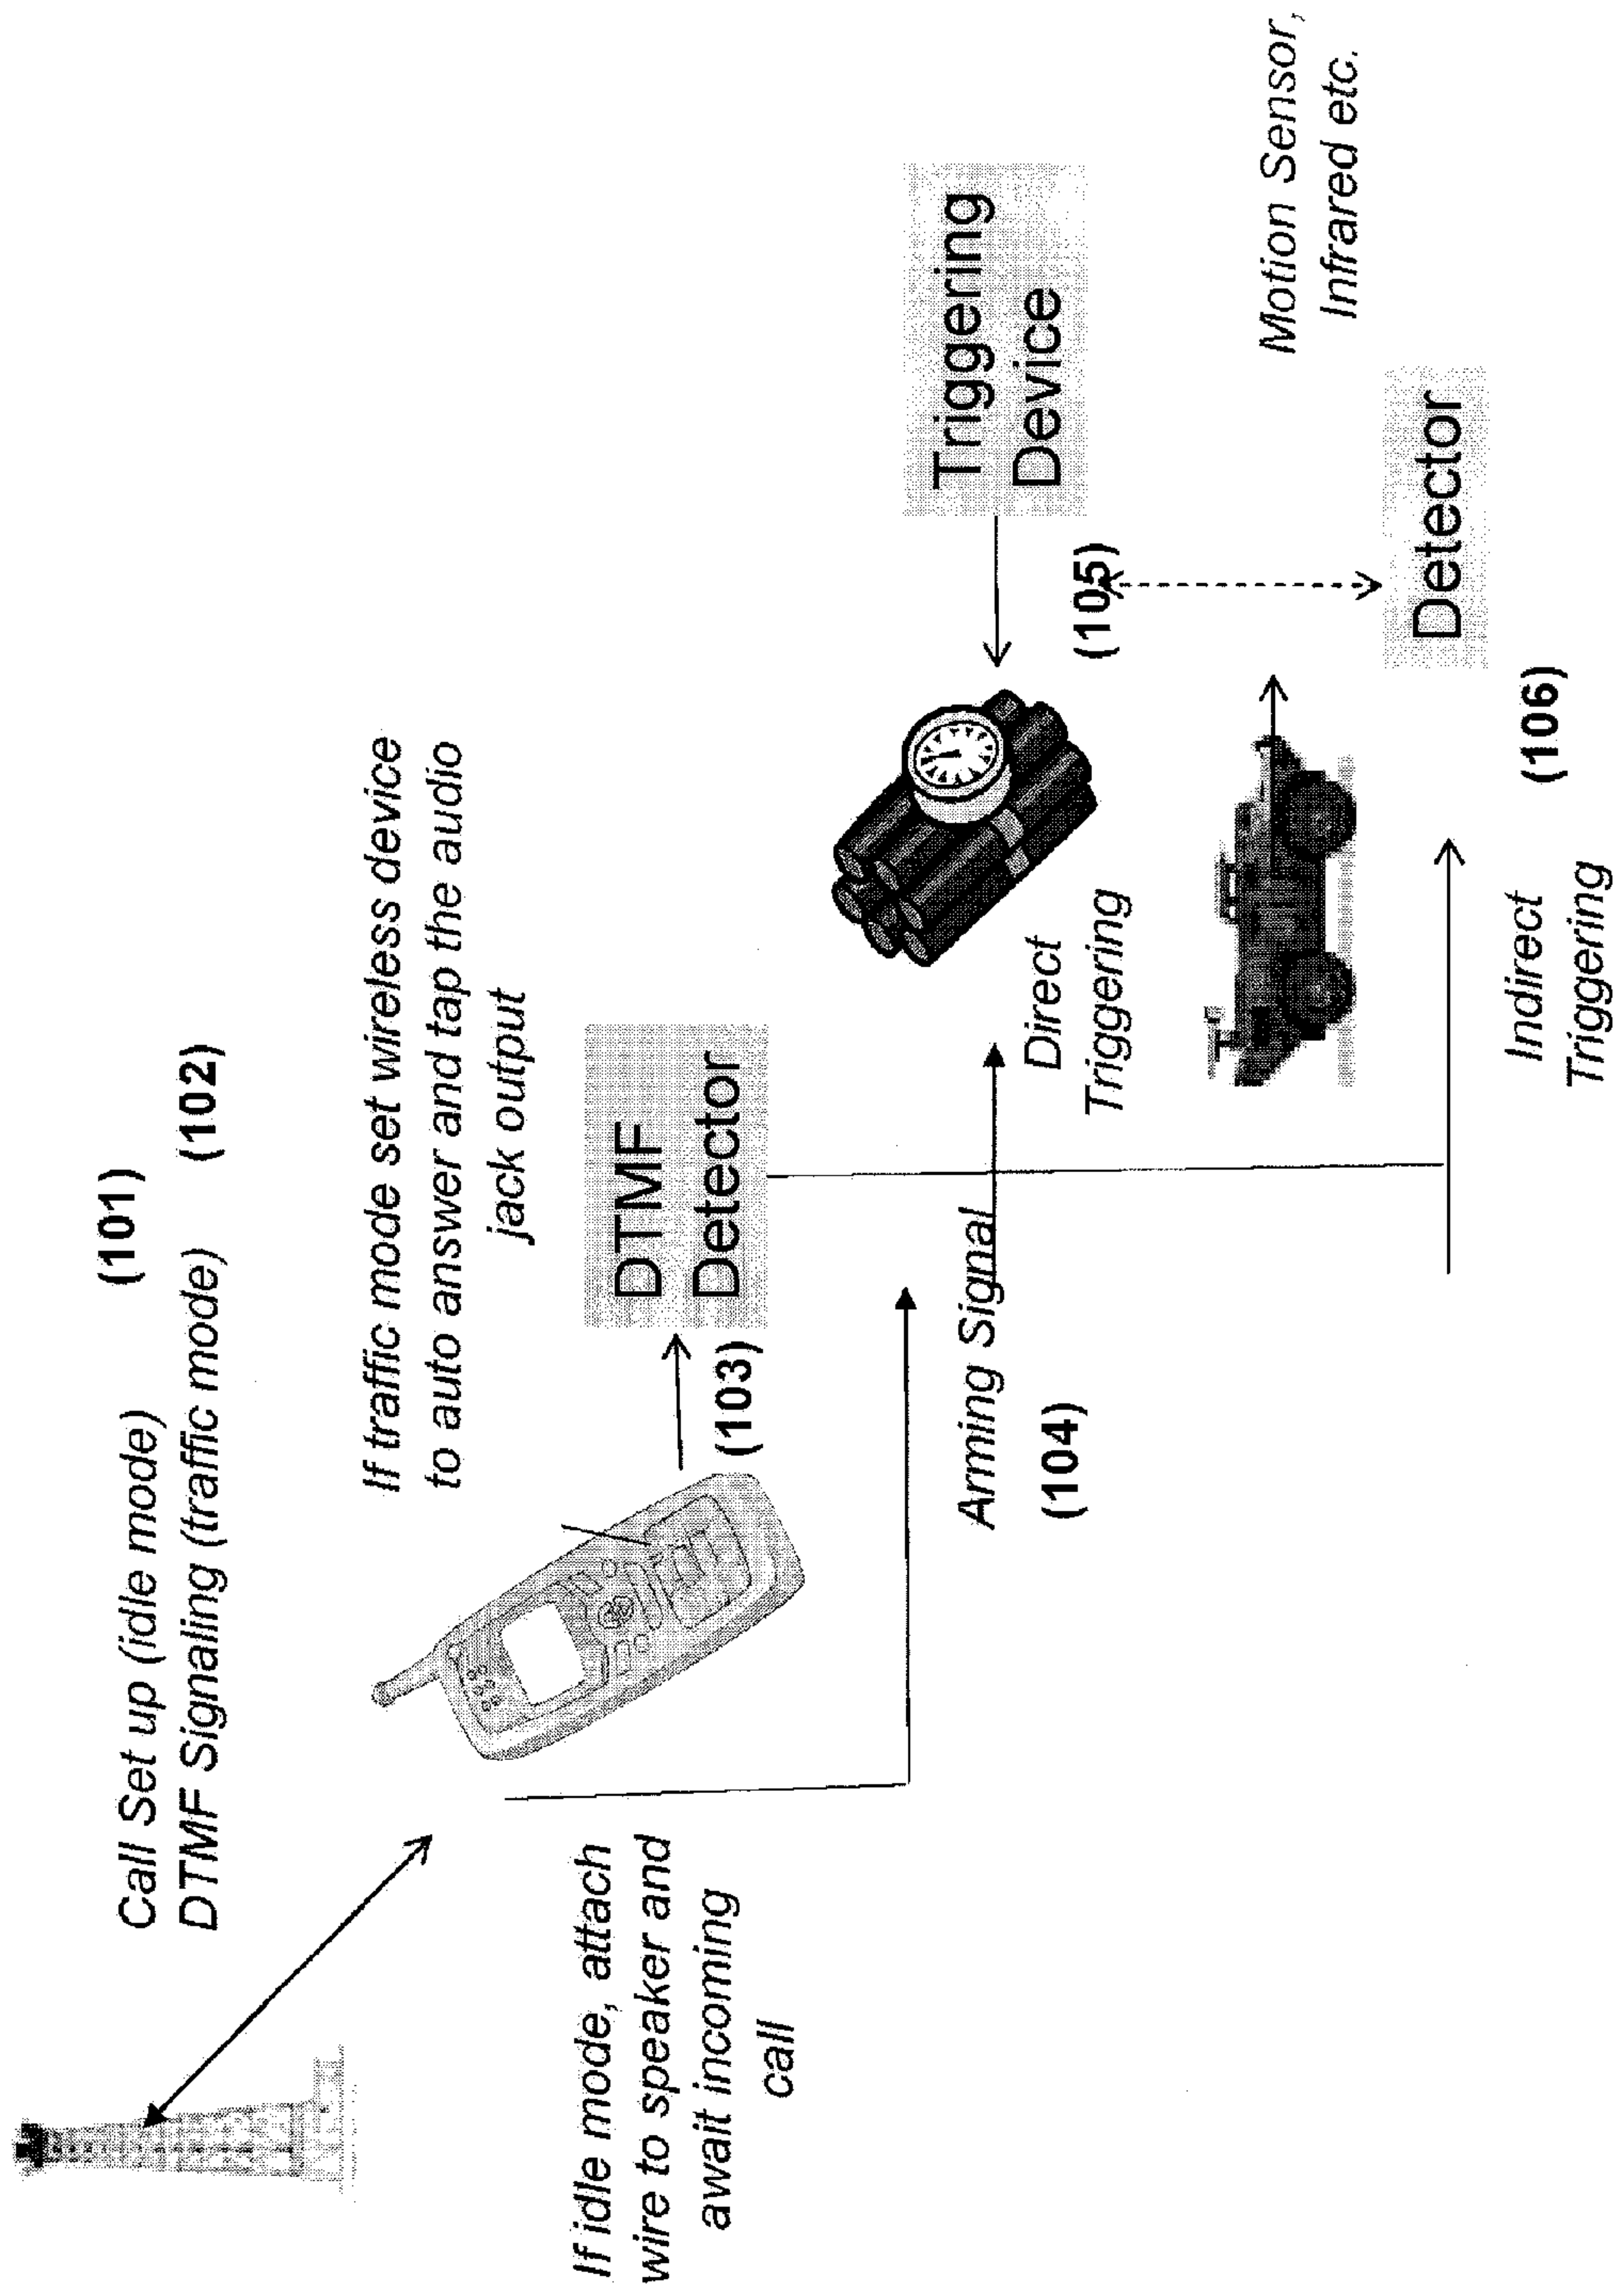 Call Set up (idle mode)
(101)
DTMF Signaling (traffic mode)
(102)
If traffic mode set wireless device
to auto answer and tap the audio
jack output
If idle mode, attach
wire to speaker and
await incoming
call
(103)
DTMF
Detector
Arming Signal
(104)
Direct
Triggering
Triggering
Device
(105)
Motion Sensor,
Infrared etc.
Detector
(106)
Indirect
Triggering